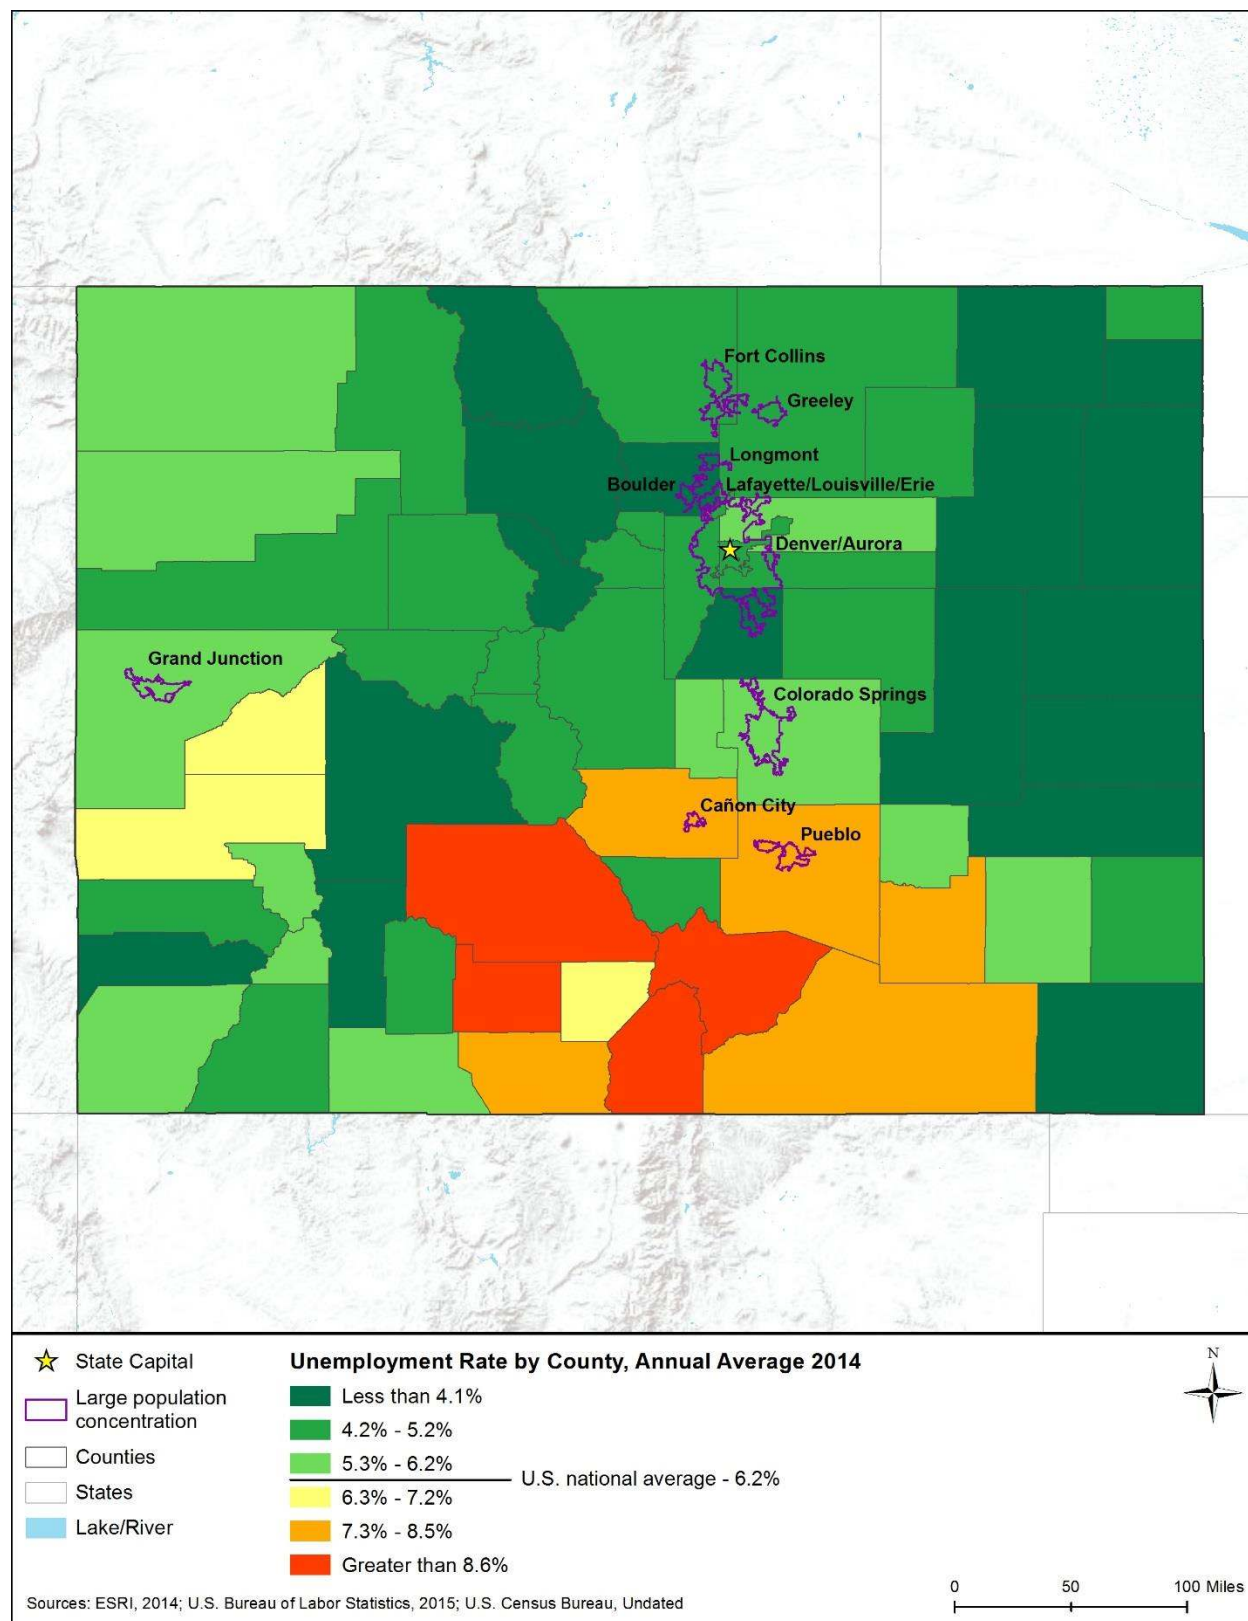 Fort Collins
Greeley
Longmont
Boulder
Lafayette/Louisville/Erie
Denver/Aurora
Grand Junction
Colorado Springs
Cañon City
Pueblo
State Capital
Large population
concentration
Counties
States
Lake/River
Unemployment Rate by County, Annual Average 2014
Less than 4.1%
4.2% - 5.2%
5.3% - 6.2%
U.S. national average - 6.2%
6.3% - 7.2%
7.3% - 8.5%
Greater than 8.6%
N
0 50 100 Miles
Sources: ESRI, 2014; U.S. Bureau of Labor Statistics, 2015; U.S. Census Bureau, Undated